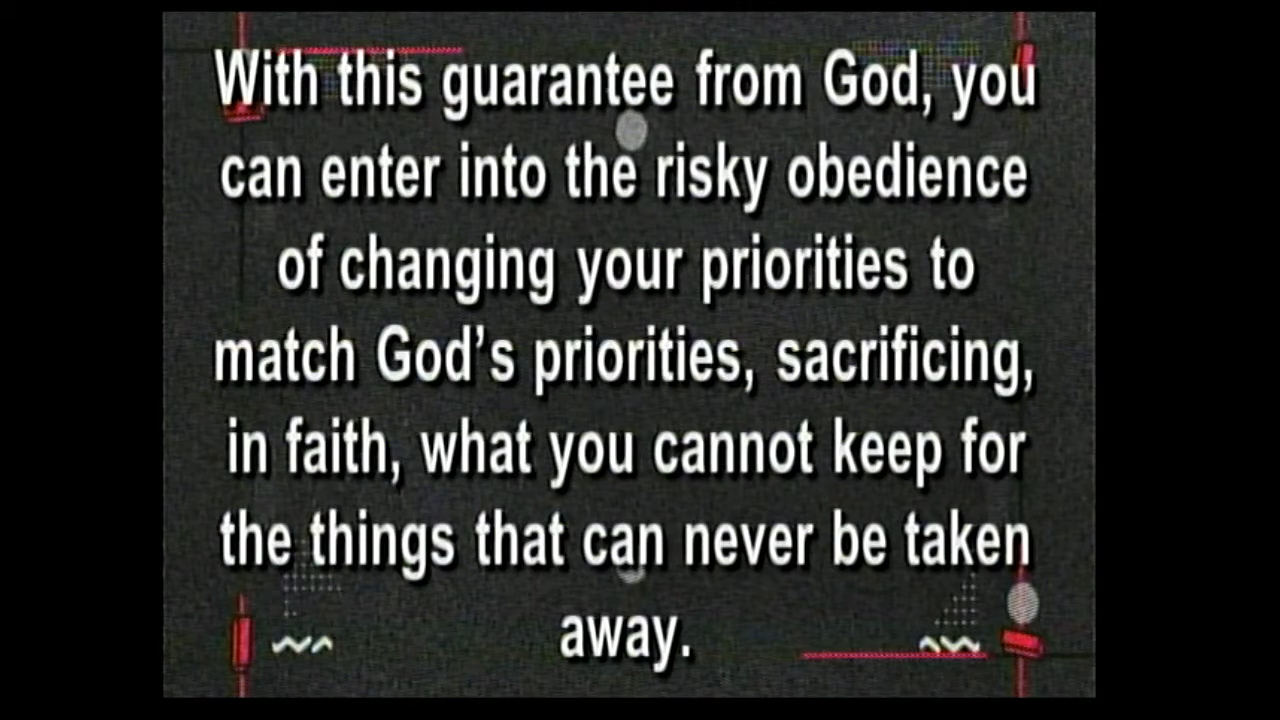 With this guarantee from God, you
can enter into the risky obedience
of changing your priorities to
match God’s priorities, sacrificing,
in faith, what you cannot keep for
the things that can never be taken
away.